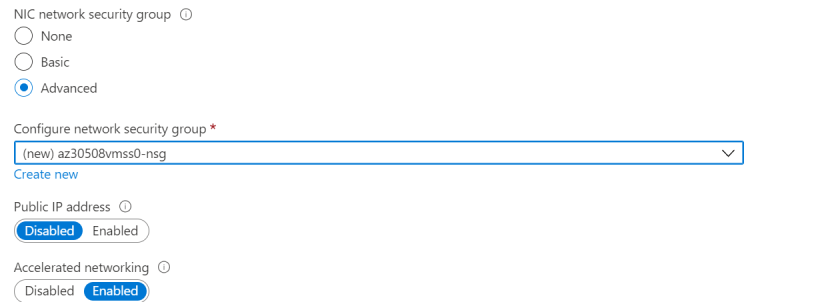 NIC network security group
None
Basic
Advanced
Configure network security group *
(new) az30508vmss0-nsg
Create new
Public IP address
Disabled Enabled
Accelerated networking
Disabled Enabled